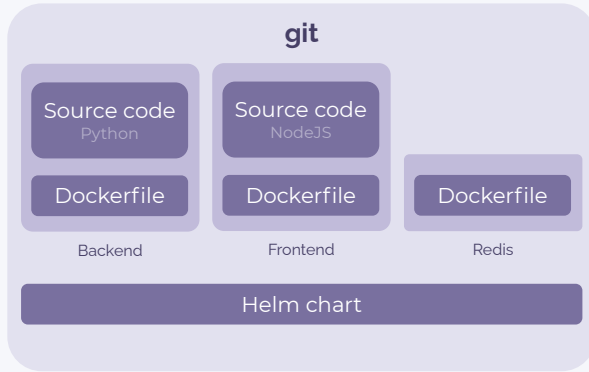 git
Source code
Python
Dockerfile
Backend
Source code
NodeJS
Dockerfile
Frontend
Dockerfile
Redis
Helm chart